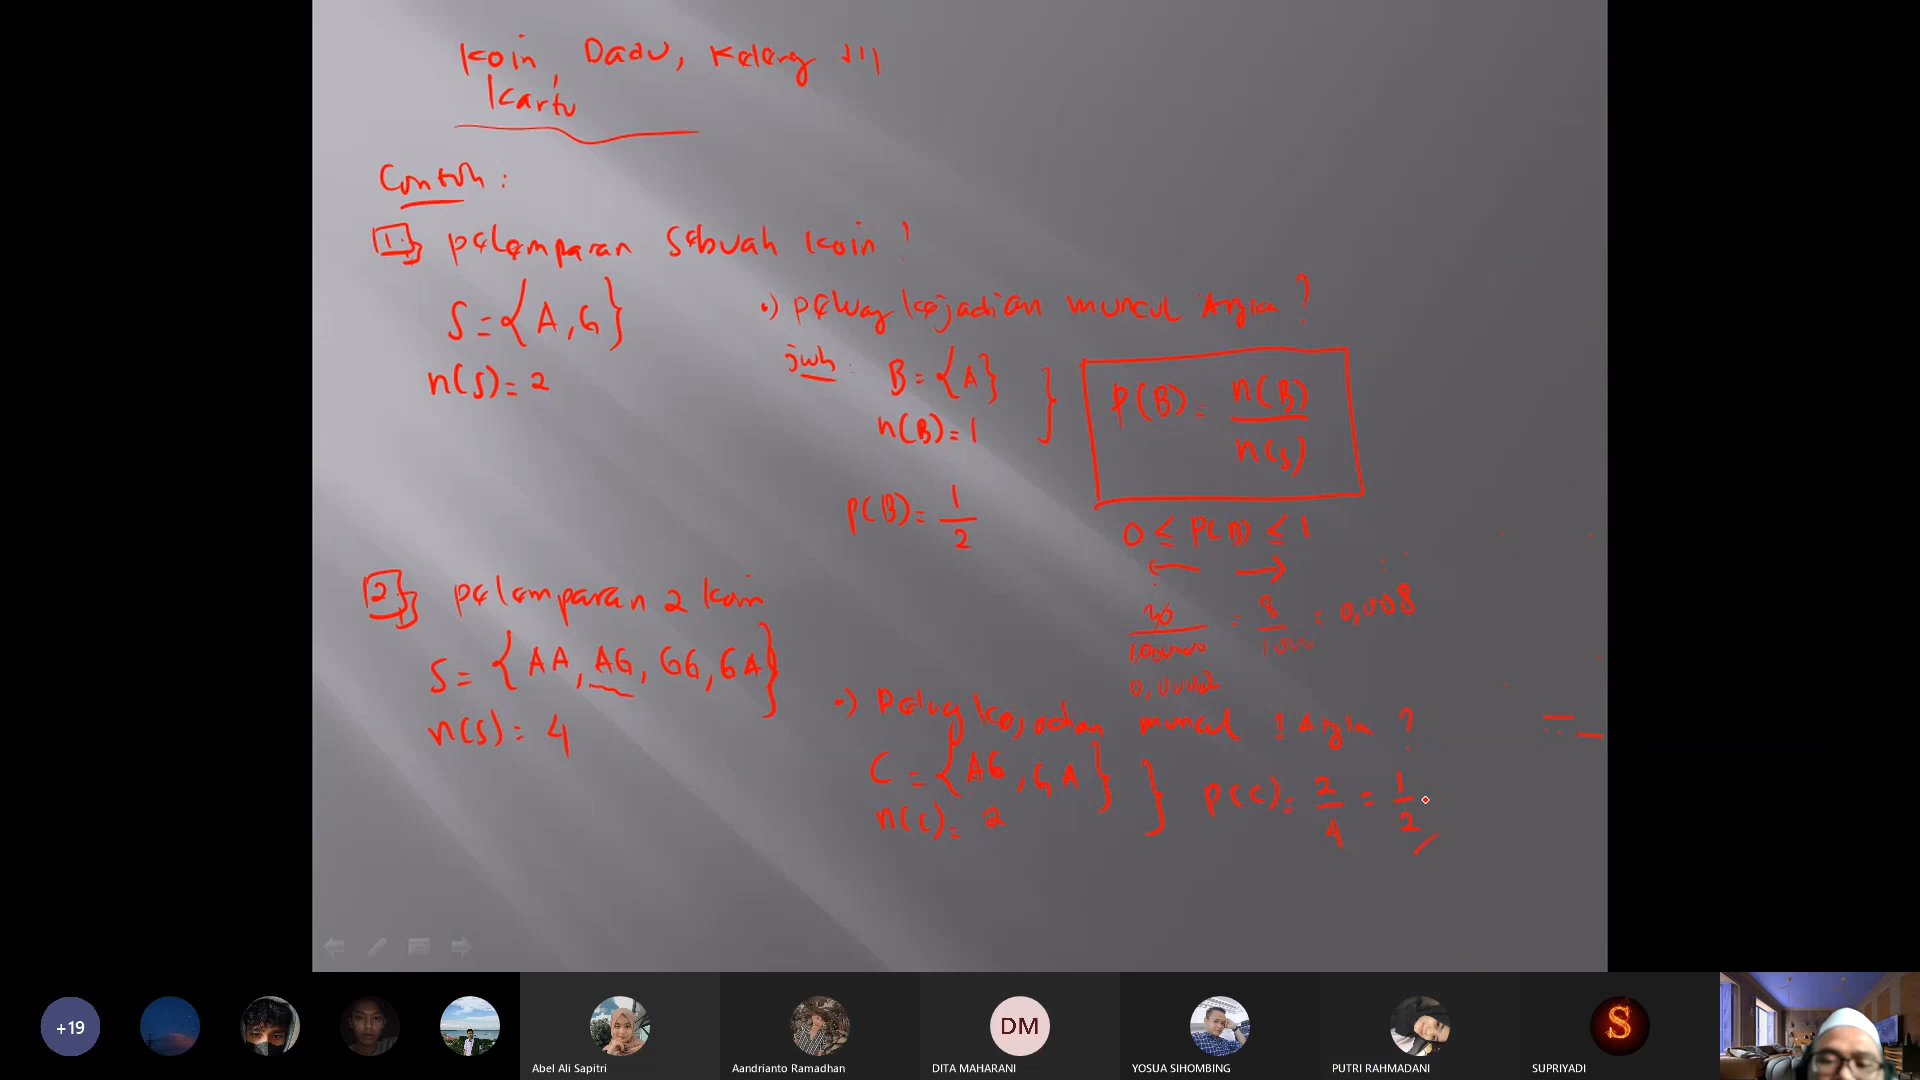 Koin, Dadu, Kelereng dll
Kartu
Contoh :
1. pelemparan sebuah koin !
S = {A, G}
n(S) = 2
•) peluang kejadian muncul Angka ?
jwb :
B = {A}
n(B) = 1
P(B) = n(B)
n(S)
P(B) = 1/2
0 ≤ P(B) ≤ 1
= 8/1000 = 0,008
2. pelemparan 2 koin
S = {AA, AG, GG, GA}
n(S) = 4
•) Peluang kejadian muncul 1 Angka ?
C = {AG, GA}
n(C) = 2
P(C) = 2/4 = 1/2
+19
DM
S
Abel Ali Sapitri
Aandrianto Ramadhan
DITA MAHARANI
YOSUA SIHOMBING
PUTRI RAHMADANI
SUPRIYADI